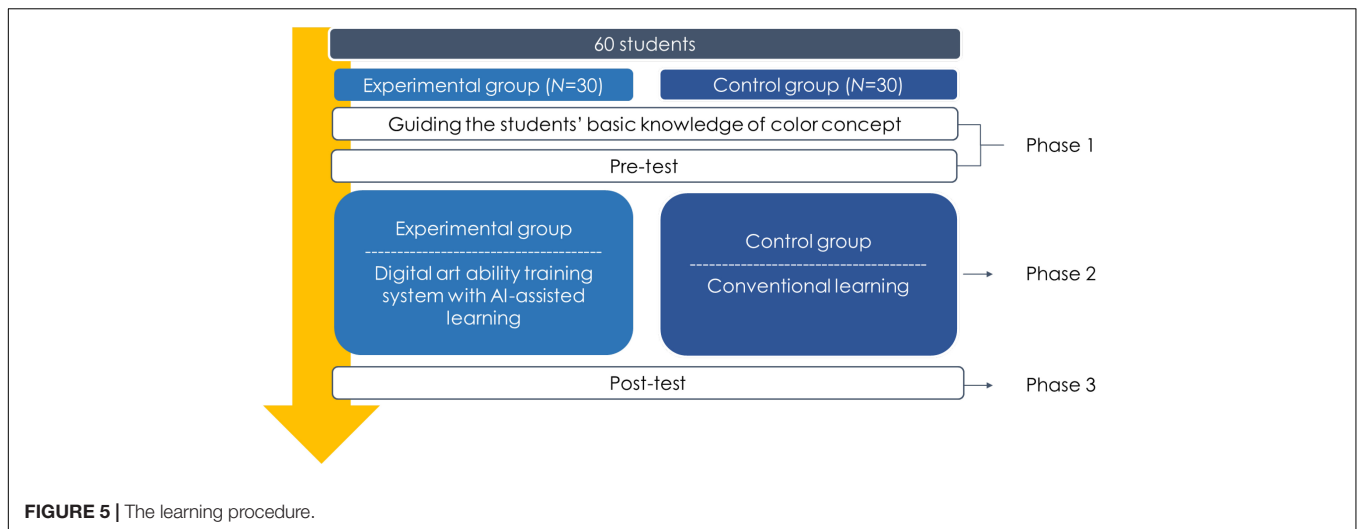 60 students
Experimental group (N=30)
Control group (N=30)
Guiding the students’ basic knowledge of color concept
Phase 1
Pre-test
Experimental group
------------------------------------
Digital art ability training
system with AI-assisted
learning
Control group
------------------------------------
Conventional learning
Phase 2
Post-test
Phase 3
FIGURE 5 | The learning procedure.